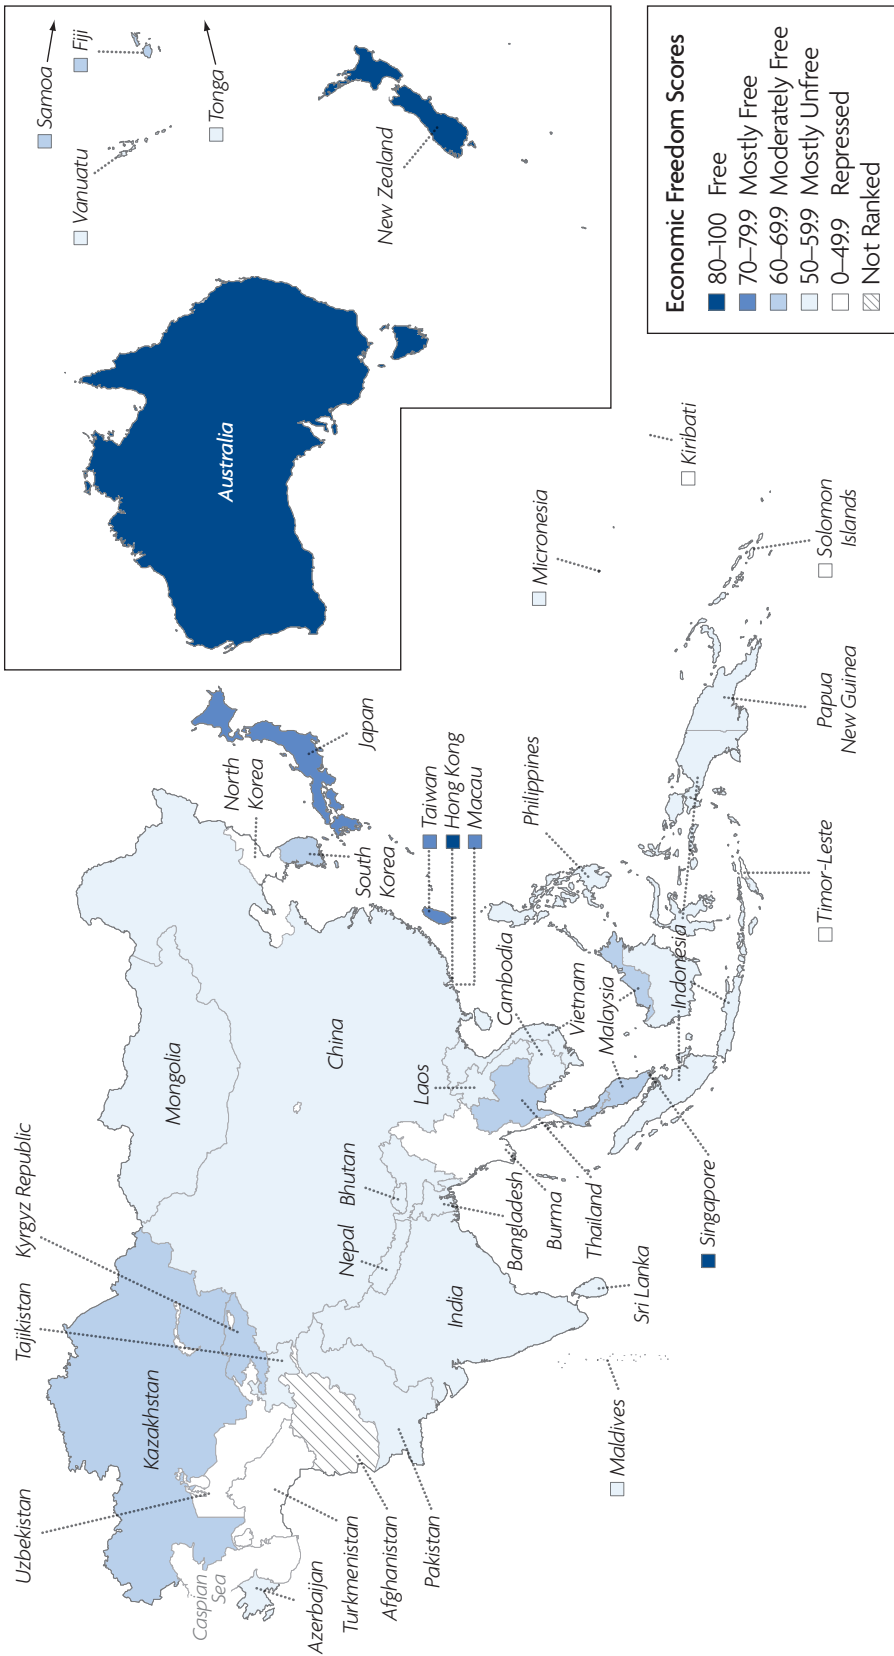 Uzbekistan
Tajikistan
Kyrgyz Republic
Kazakhstan
Mongolia
Caspian
Sea
Azerbaijan
Turkmenistan
Afghanistan
Pakistan
Nepal
Bhutan
China
India
Bangladesh
Burma
Thailand
Laos
Cambodia
Vietnam
Malaysia
Indonesia
Philippines
North
Korea
South
Korea
Japan
Taiwan
Hong Kong
Macau
Maldives
Sri Lanka
Singapore
Timor-Leste
Papua
New Guinea
Solomon
Islands
Micronesia
Kiribati
Australia
New Zealand
Vanuatu
Samoa
Fiji
Tonga
Economic Freedom Scores
80–100 Free
70–79.9 Mostly Free
60–69.9 Moderately Free
50–59.9 Mostly Unfree
0–49.9 Repressed
Not Ranked